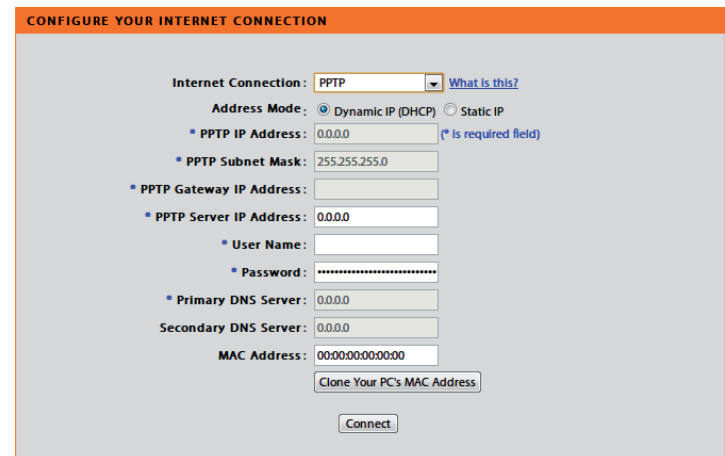 CONFIGURE YOUR INTERNET CONNECTION
Internet Connection: PPTP What is this?
Address Mode: Dynamic IP (DHCP) Static IP
* PPTP IP Address: 0.0.0.0 (* is required field)
* PPTP Subnet Mask: 255.255.255.0
* PPTP Gateway IP Address:
* PPTP Server IP Address: 0.0.0.0
* User Name:
* Password: ••••••••••••••••••••••••••••
* Primary DNS Server: 0.0.0.0
Secondary DNS Server: 0.0.0.0
MAC Address: 00:00:00:00:00:00
Clone Your PC's MAC Address
Connect